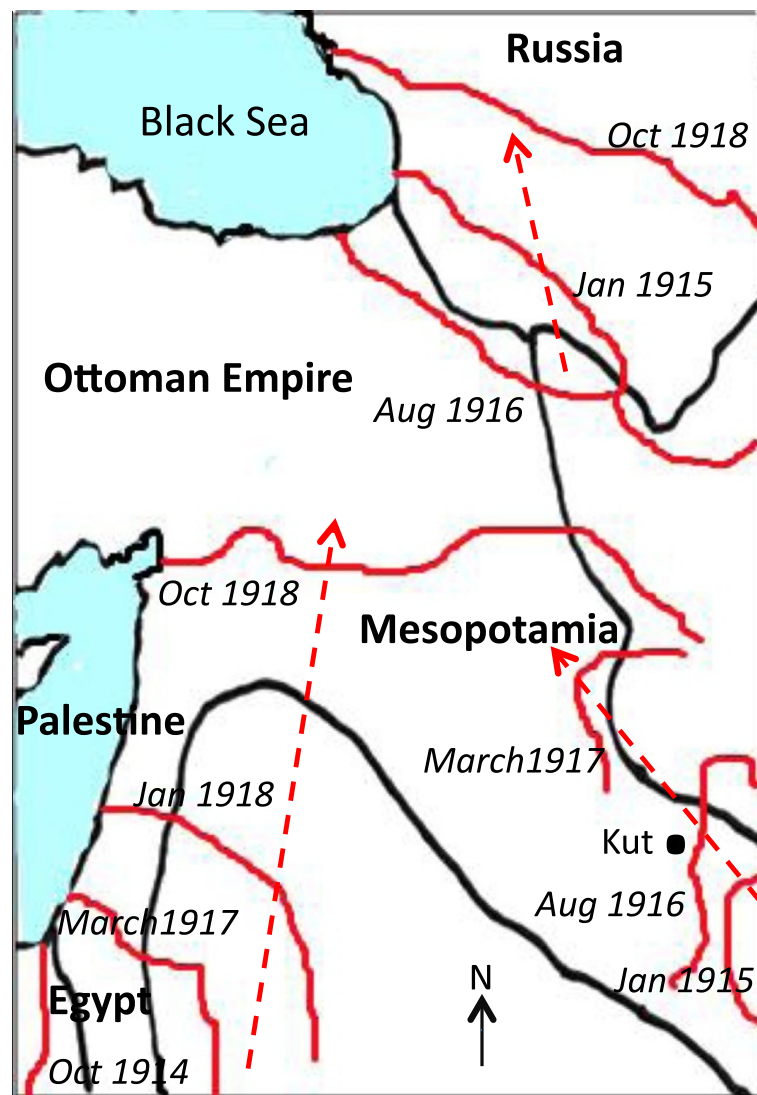 Russia
Black Sea
Oct 1918
Jan 1915
Ottoman Empire
Aug 1916
Oct 1918
Mesopotamia
Palestine
March1917
Jan 1918
Kut
Aug 1916
March1917
Jan 1915
N
Egypt
Oct 1914